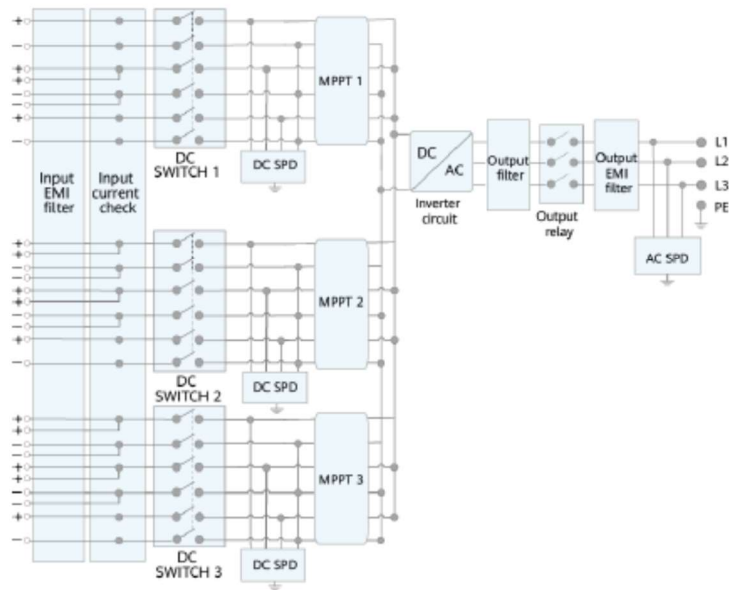 MPPT 1
DC SPD
DC
SWITCH 1
Input
EMI
filter
Input
current
check
DC
AC
Inverter
circuit
Output
filter
Output
relay
Output
EMI
filter
L1
L2
L3
PE
AC SPD
MPPT 2
DC SPD
DC
SWITCH 2
MPPT 3
DC SPD
DC
SWITCH 3